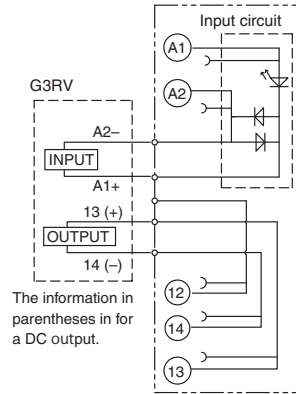 Input circuit
A1
G3RV
A2
A2–
INPUT
A1+
13 (+)
OUTPUT
14 (–)
12
The information in
parentheses in for
a DC output.
14
13